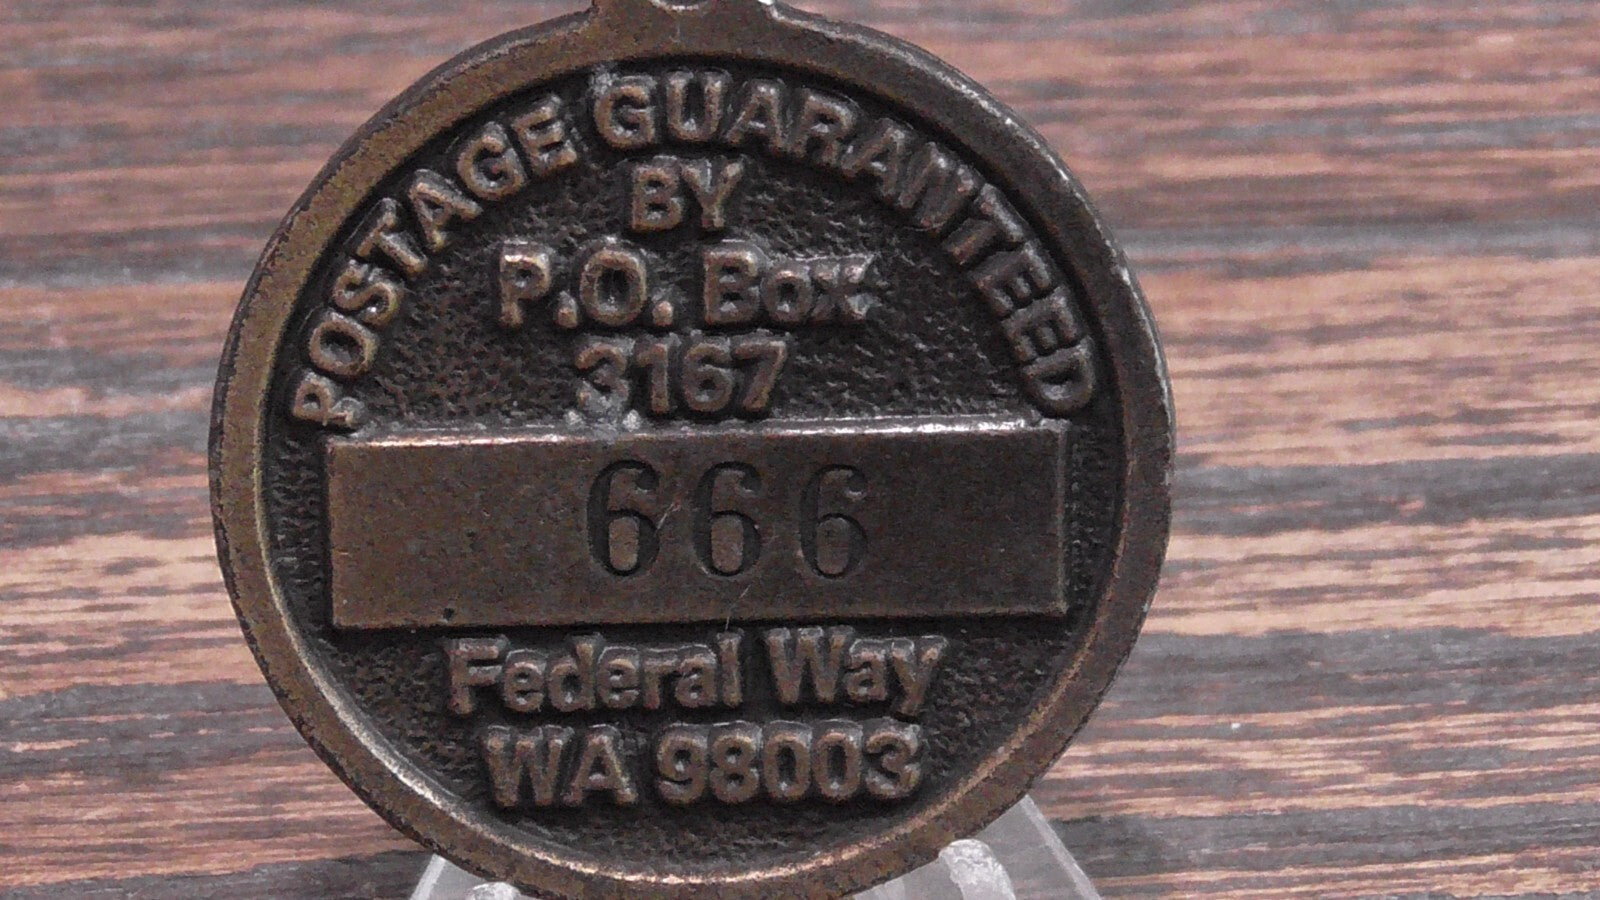 POSTAGE GUARANTEED
BY
P.O. Box
3167
666
Federal Way
WA 98003